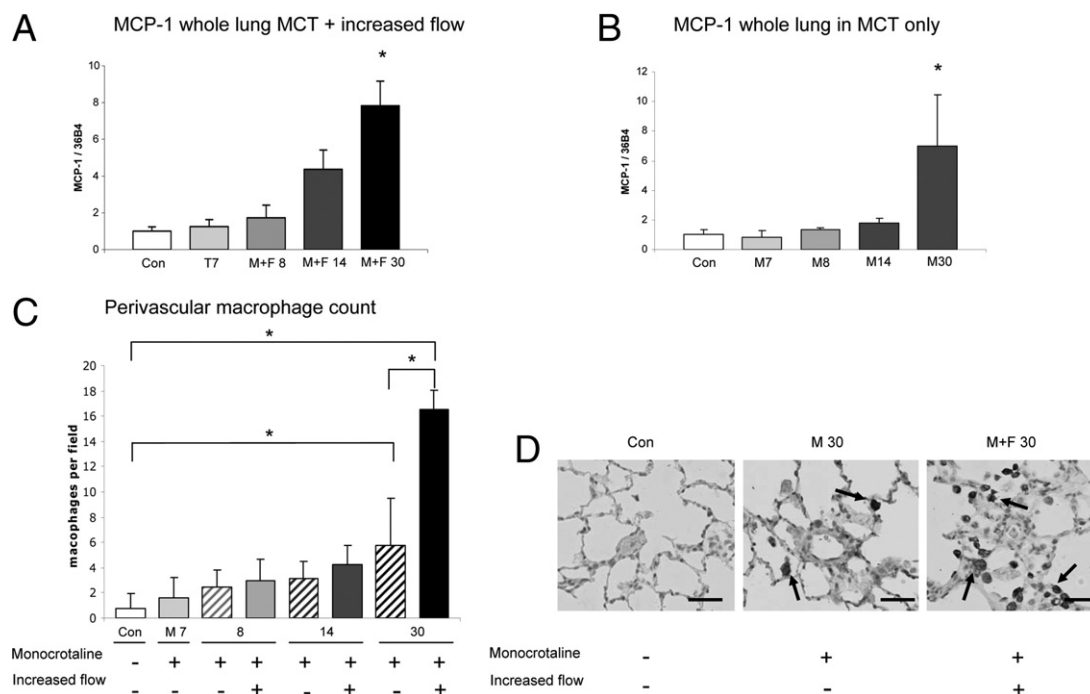 A
MCP-1 whole lung MCT + increased flow
*
10
8
6
4
2
0
MCP-1 / 36B4
Con T7 M+F 8 M+F 14 M+F 30
B
MCP-1 whole lung in MCT only
*
12
10
8
6
4
2
0
MCP-1 / 36B4
Con M7 M8 M14 M30
C
Perivascular macrophage count
*
*
*
20
18
16
14
12
10
8
6
4
2
0
macophages per field
Con M 7 8 14 30
Monocrotaline - + + + + + + +
Increased flow - - - + - + - +
D
Con M 30 M+F 30
Monocrotaline - + +
Increased flow - - +